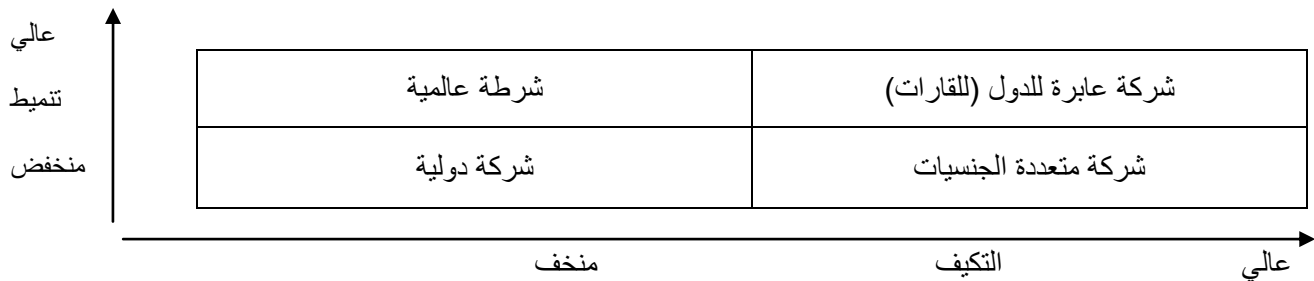 عالي
شركة عابرة للدول (للقارات)
شرطة عالمية
تنميط
شركة متعددة الجنسيات
شركة دولية
منخفض
عالي
التكيف
منخف